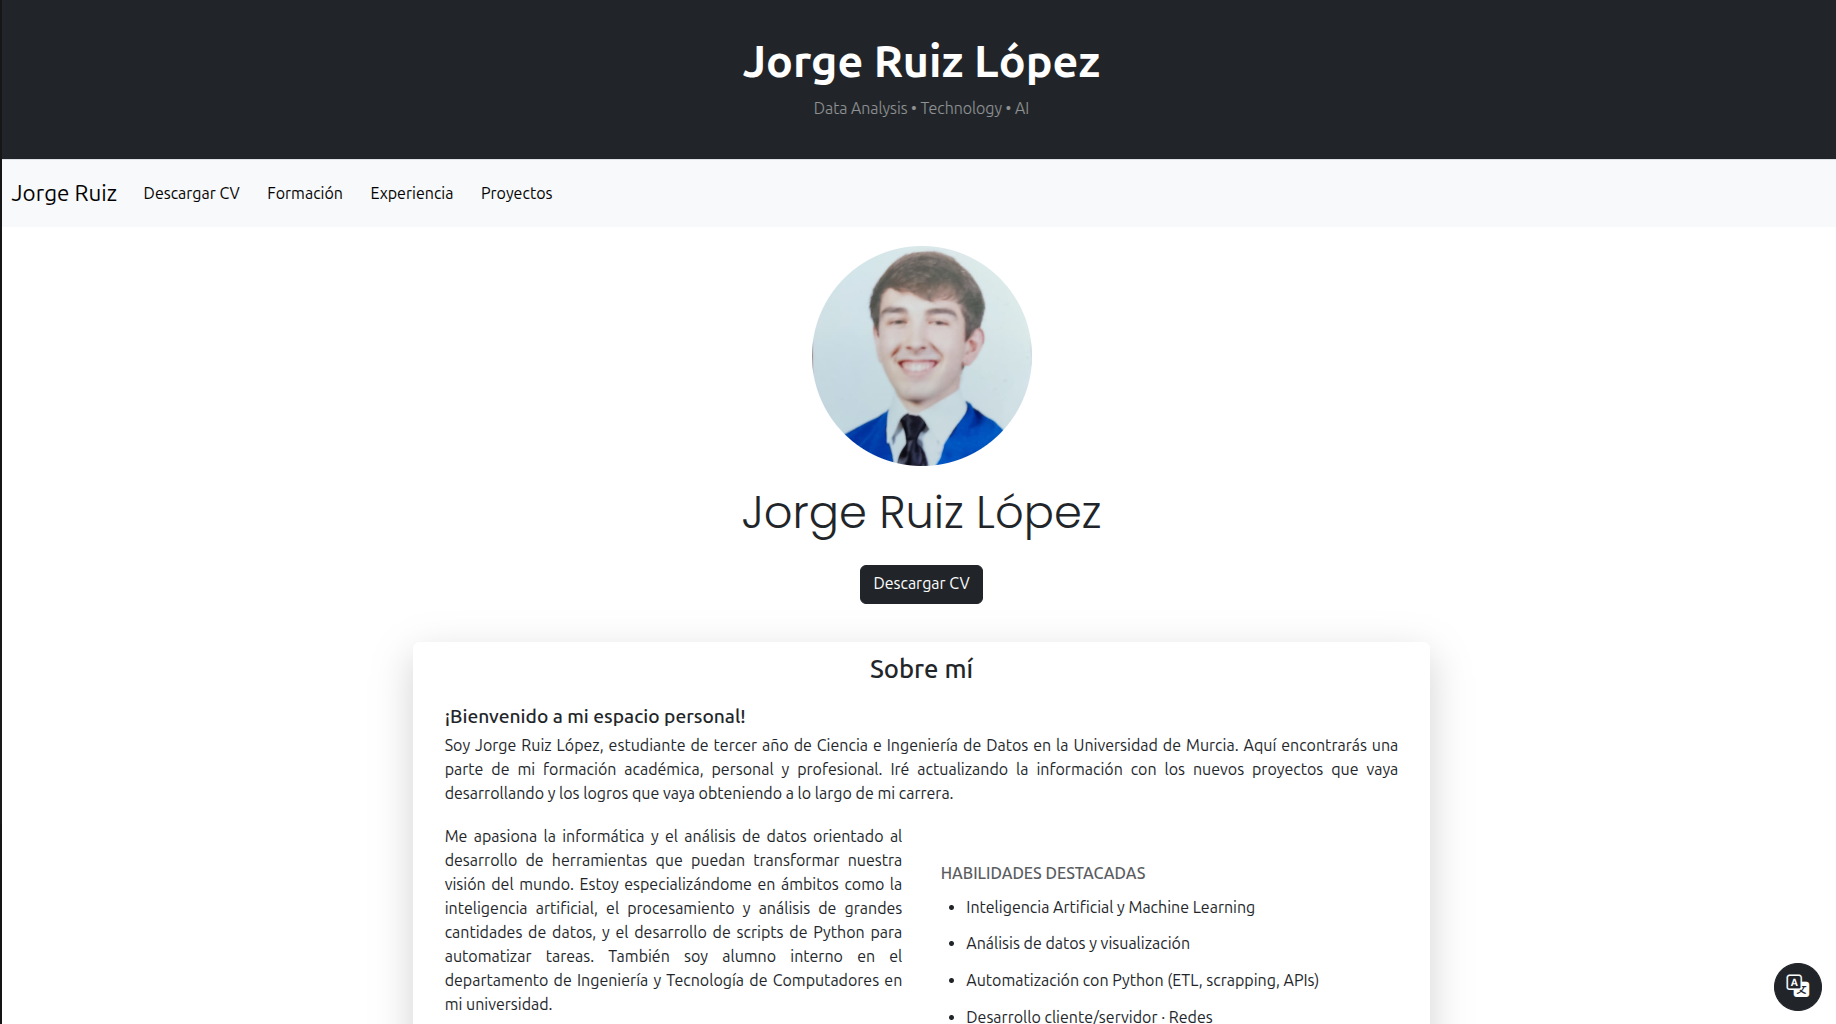 Jorge Ruiz López
Data Analysis • Technology • AI
Jorge Ruiz Descargar CV Formación Experiencia Proyectos
Jorge Ruiz López
Descargar CV
Sobre mí
¡Bienvenido a mi espacio personal!
Soy Jorge Ruiz López, estudiante de tercer año de Ciencia e Ingeniería de Datos en la Universidad de Murcia. Aquí encontrarás una
parte de mi formación académica, personal y profesional. Iré actualizando la información con los nuevos proyectos que vaya
desarrollando y los logros que vaya obteniendo a lo largo de mi carrera.
Me apasiona la informática y el análisis de datos orientado al
desarrollo de herramientas que puedan transformar nuestra
visión del mundo. Estoy especializándome en ámbitos como la
inteligencia artificial, el procesamiento y análisis de grandes
cantidades de datos, y el desarrollo de scripts de Python para
automatizar tareas. También soy alumno interno en el
departamento de Ingeniería y Tecnología de Computadores en
mi universidad.
HABILIDADES DESTACADAS
• Inteligencia Artificial y Machine Learning
• Análisis de datos y visualización
• Automatización con Python (ETL, scrapping, APIs)
• Desarrollo cliente/servidor · Redes
A 文